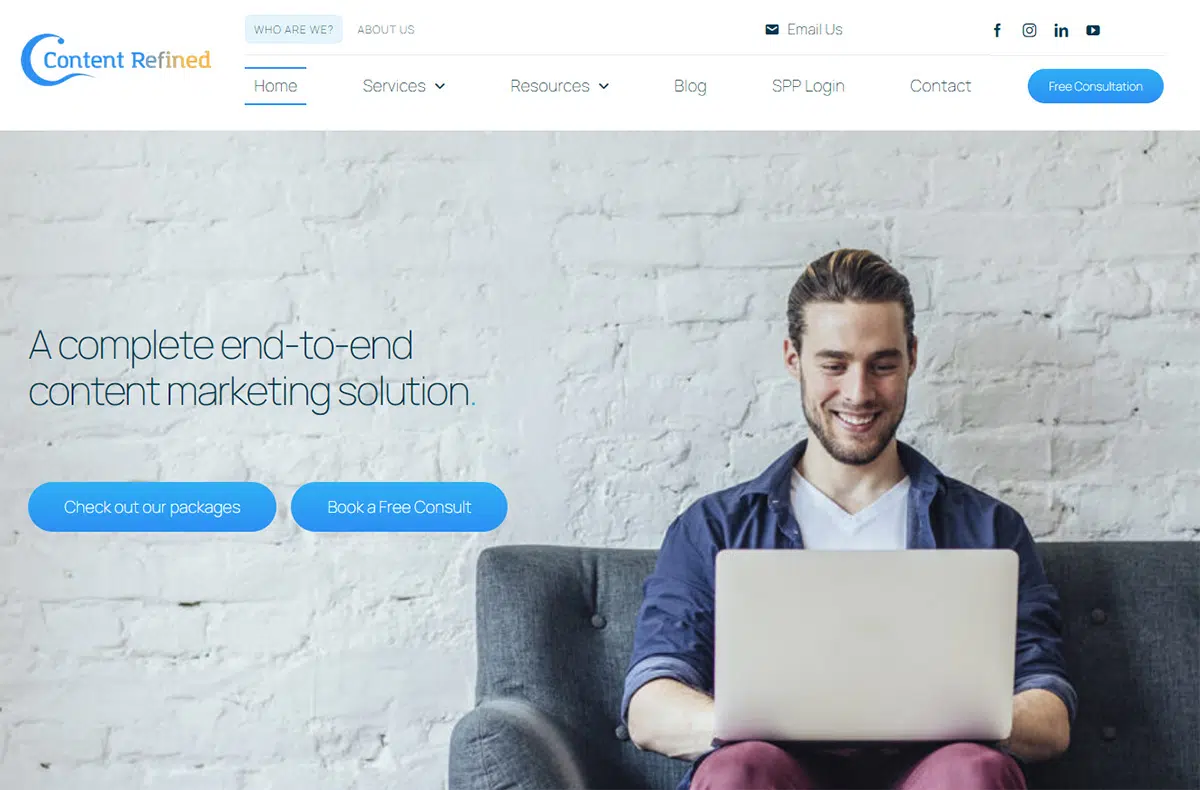 Content Refined
WHO ARE WE?
ABOUT US
Email Us
Home
Services
Resources
Blog
SPP Login
Contact
Free Consultation
A complete end-to-end
content marketing solution.
Check out our packages
Book a Free Consult